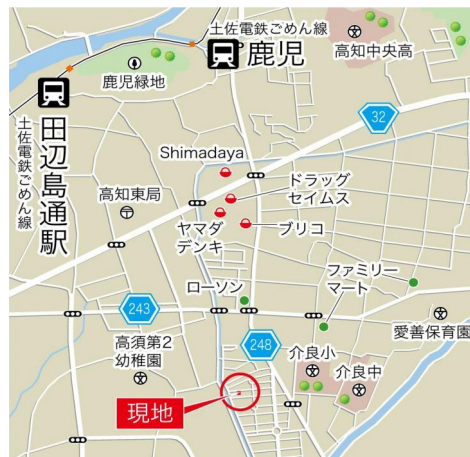 土佐電鉄ごめん線
鹿児
高知中央高
鹿児緑地
田辺島通駅
土佐電鉄ごめん線
32
Shimadaya
高知東局
ドラッグ
セイムス
ヤマダ
デンキ
ブリコ
ファミリー
マート
ローソン
243
愛善保育園
高須第2
幼稚園
248
介良小
介良中
現地